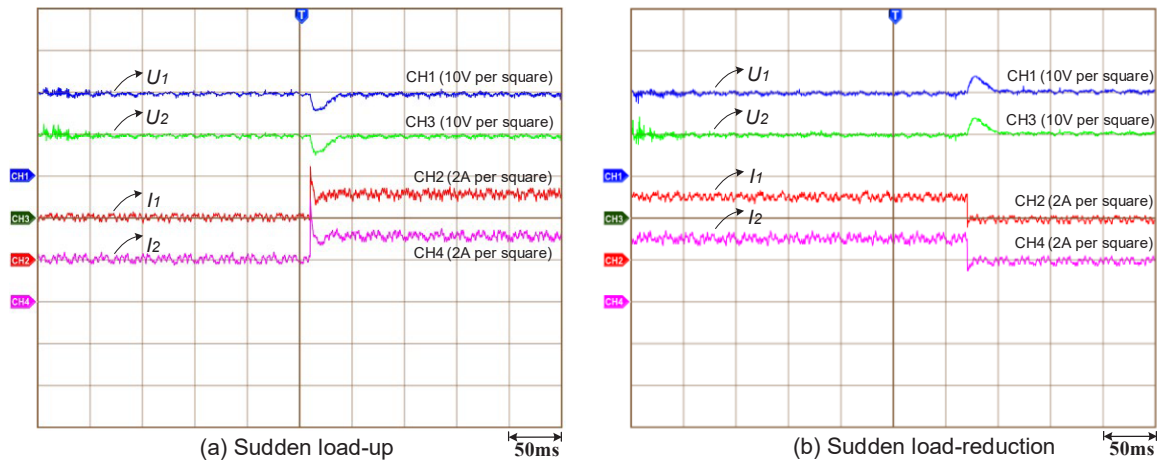 T
U1
CH1 (10V per square)
U2
CH3 (10V per square)
CH1
I1
CH2 (2A per square)
CH3
I2
CH4 (2A per square)
CH2
CH4
(a) Sudden load-up
50ms
T
U1
CH1 (10V per square)
U2
CH3 (10V per square)
CH1
I1
CH2 (2A per square)
CH3
I2
CH4 (2A per square)
CH2
CH4
(b) Sudden load-reduction
50ms